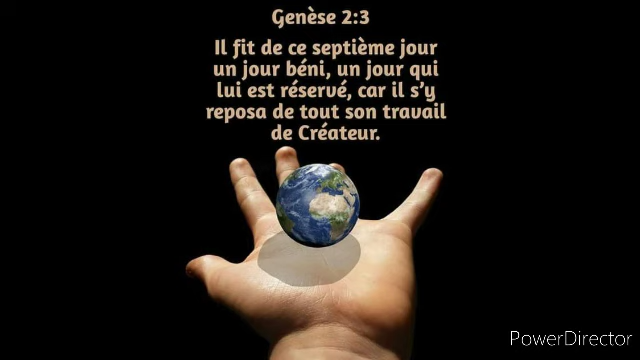 Genèse 2:3
Il fit de ce septième jour
un jour béni, un jour qui
lui est réservé, car il s'y
reposa de tout son travail
de Créateur.
PowerDirector